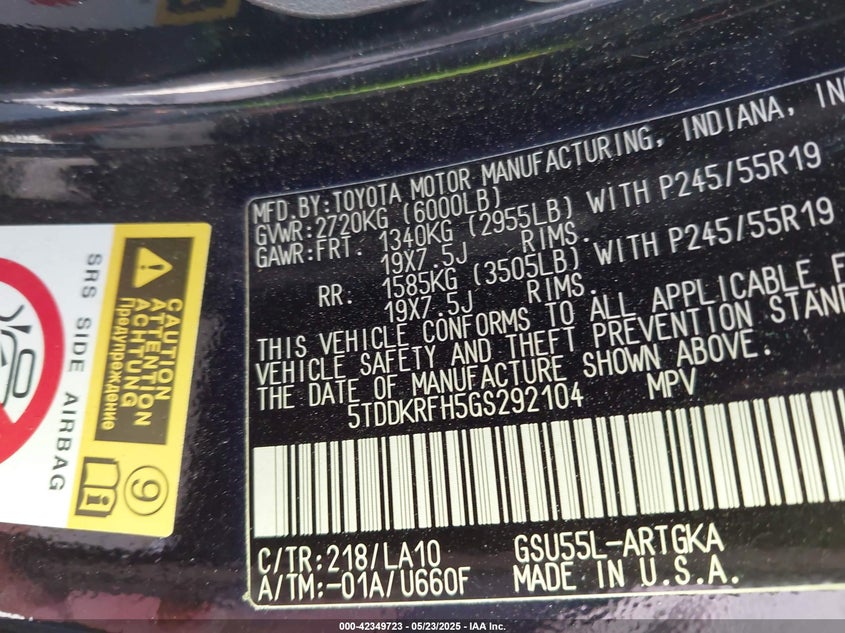 MFD.BY:TOYOTA MOTOR MANUFACTURING, INDIANA,
GVWR:2720KG (6000LB)
GAWR:FRT. 1340KG (2955LB) WITH P245/55R19
19X7.5J RIMS.
RR. 1585KG (3505LB) WITH P245/55R19
19X7.5J RIMS.
THIS VEHICLE CONFORMS TO ALL APPLICABLE
VEHICLE SAFETY AND THEFT PREVENTION
THE DATE OF MANUFACTURE SHOWN ABOVE.
5TDDKRFH5GS292104 MPV
C/TR:218/LA10 GSU55L-ARTGKA
A/TM:-01A/U660F MADE IN U.S.A.
SRS SIDE AIRBAG
CAUTION
ATTENTION
ACHTUNG
Предупреждение
9
i
000-42349723 - 05/23/2025 - IAA Inc.